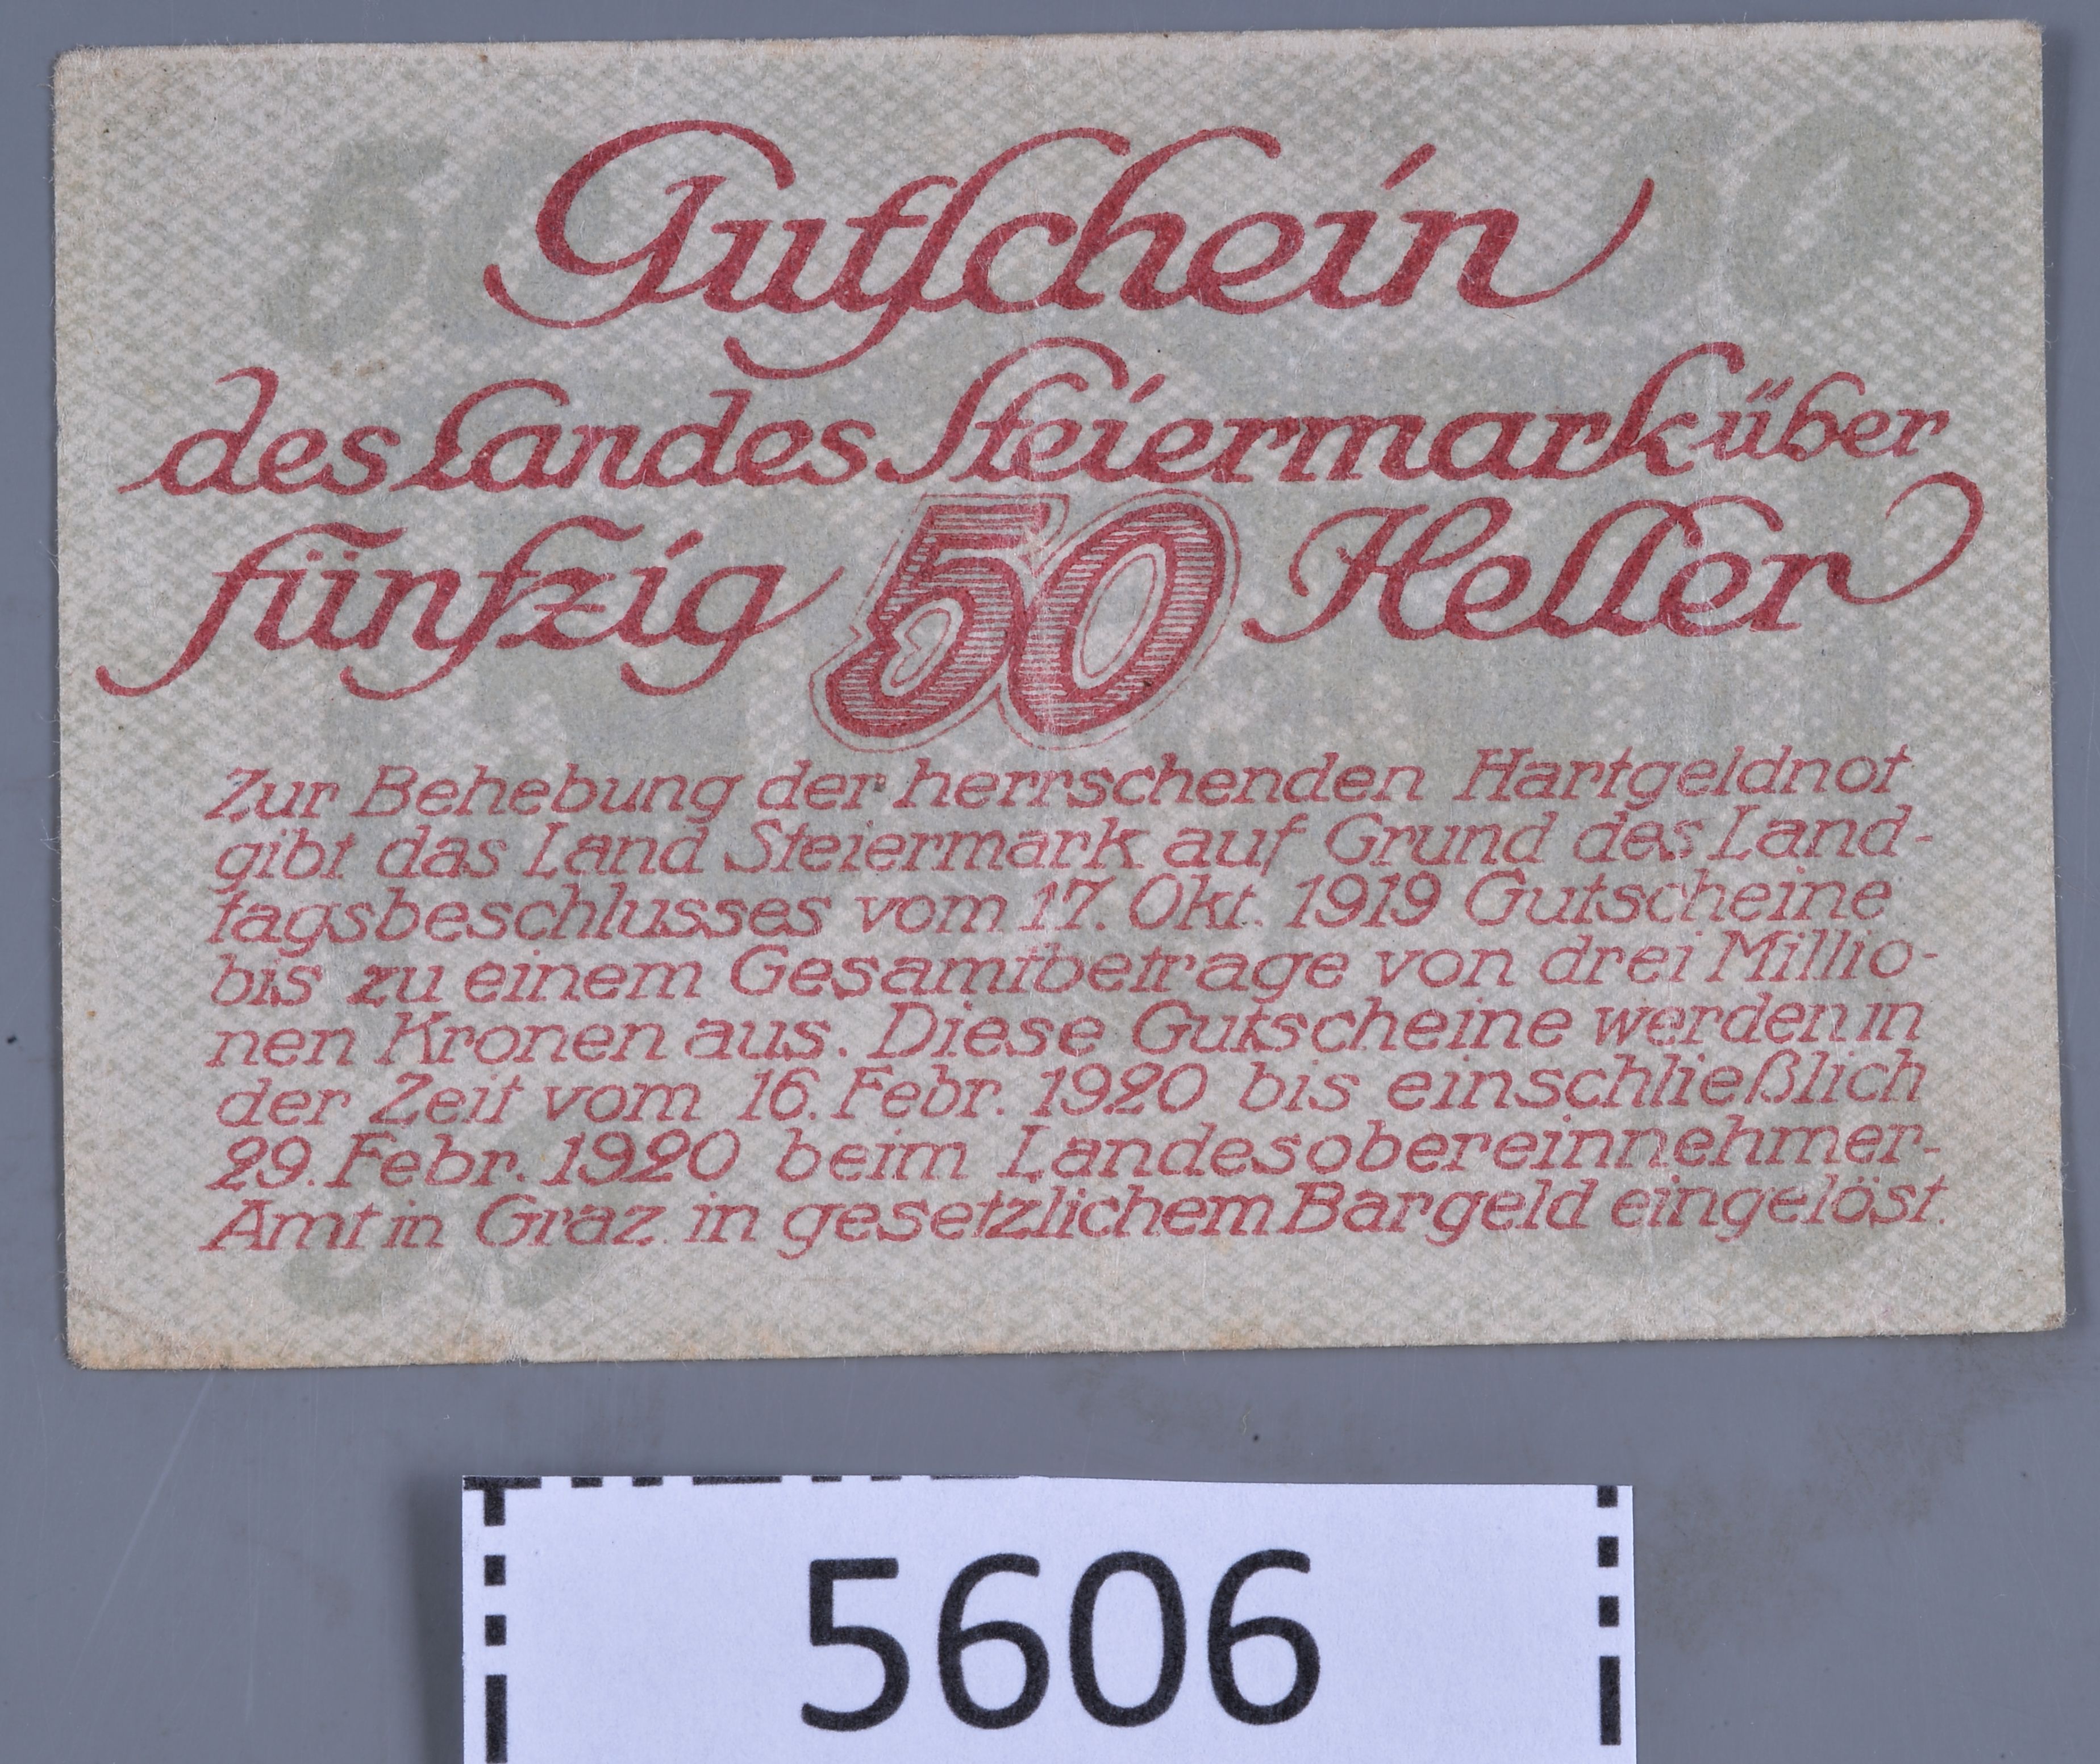 Gutschein
des Landes Steiermark über
fünfzig 50 Heller
Zur Behebung der herrschenden Hartgeldnot
gibt das Land Steiermark auf Grund des Land-
tagsbeschlusses vom 17. Okt. 1919 Gutscheine
bis zu einem Gesamtbetrage von drei Millio-
nen Kronen aus. Diese Gutscheine werden in
der Zeit vom 16. Febr. 1920 bis einschließlich
29. Febr. 1920 beim Landesobereinnehmer-
Amt in Graz in gesetzlichem Bargeld eingelöst.
5606